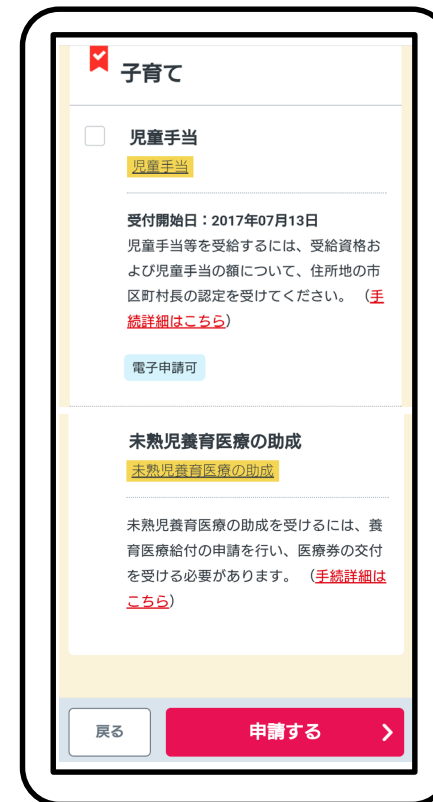 子育て
児童手当
児童手当
受付開始日：2017年07月13日
児童手当等を受給するには、受給資格お
よび児童手当の額について、住所地の市
区町村長の認定を受けてください。（手
続詳細はこちら）
電子申請可
未熟児養育医療の助成
未熟児養育医療の助成
未熟児養育医療の助成を受けるには、養
育医療給付の申請を行い、医療券の交付
を受ける必要があります。（手続詳細は
こちら）
戻る
申請する